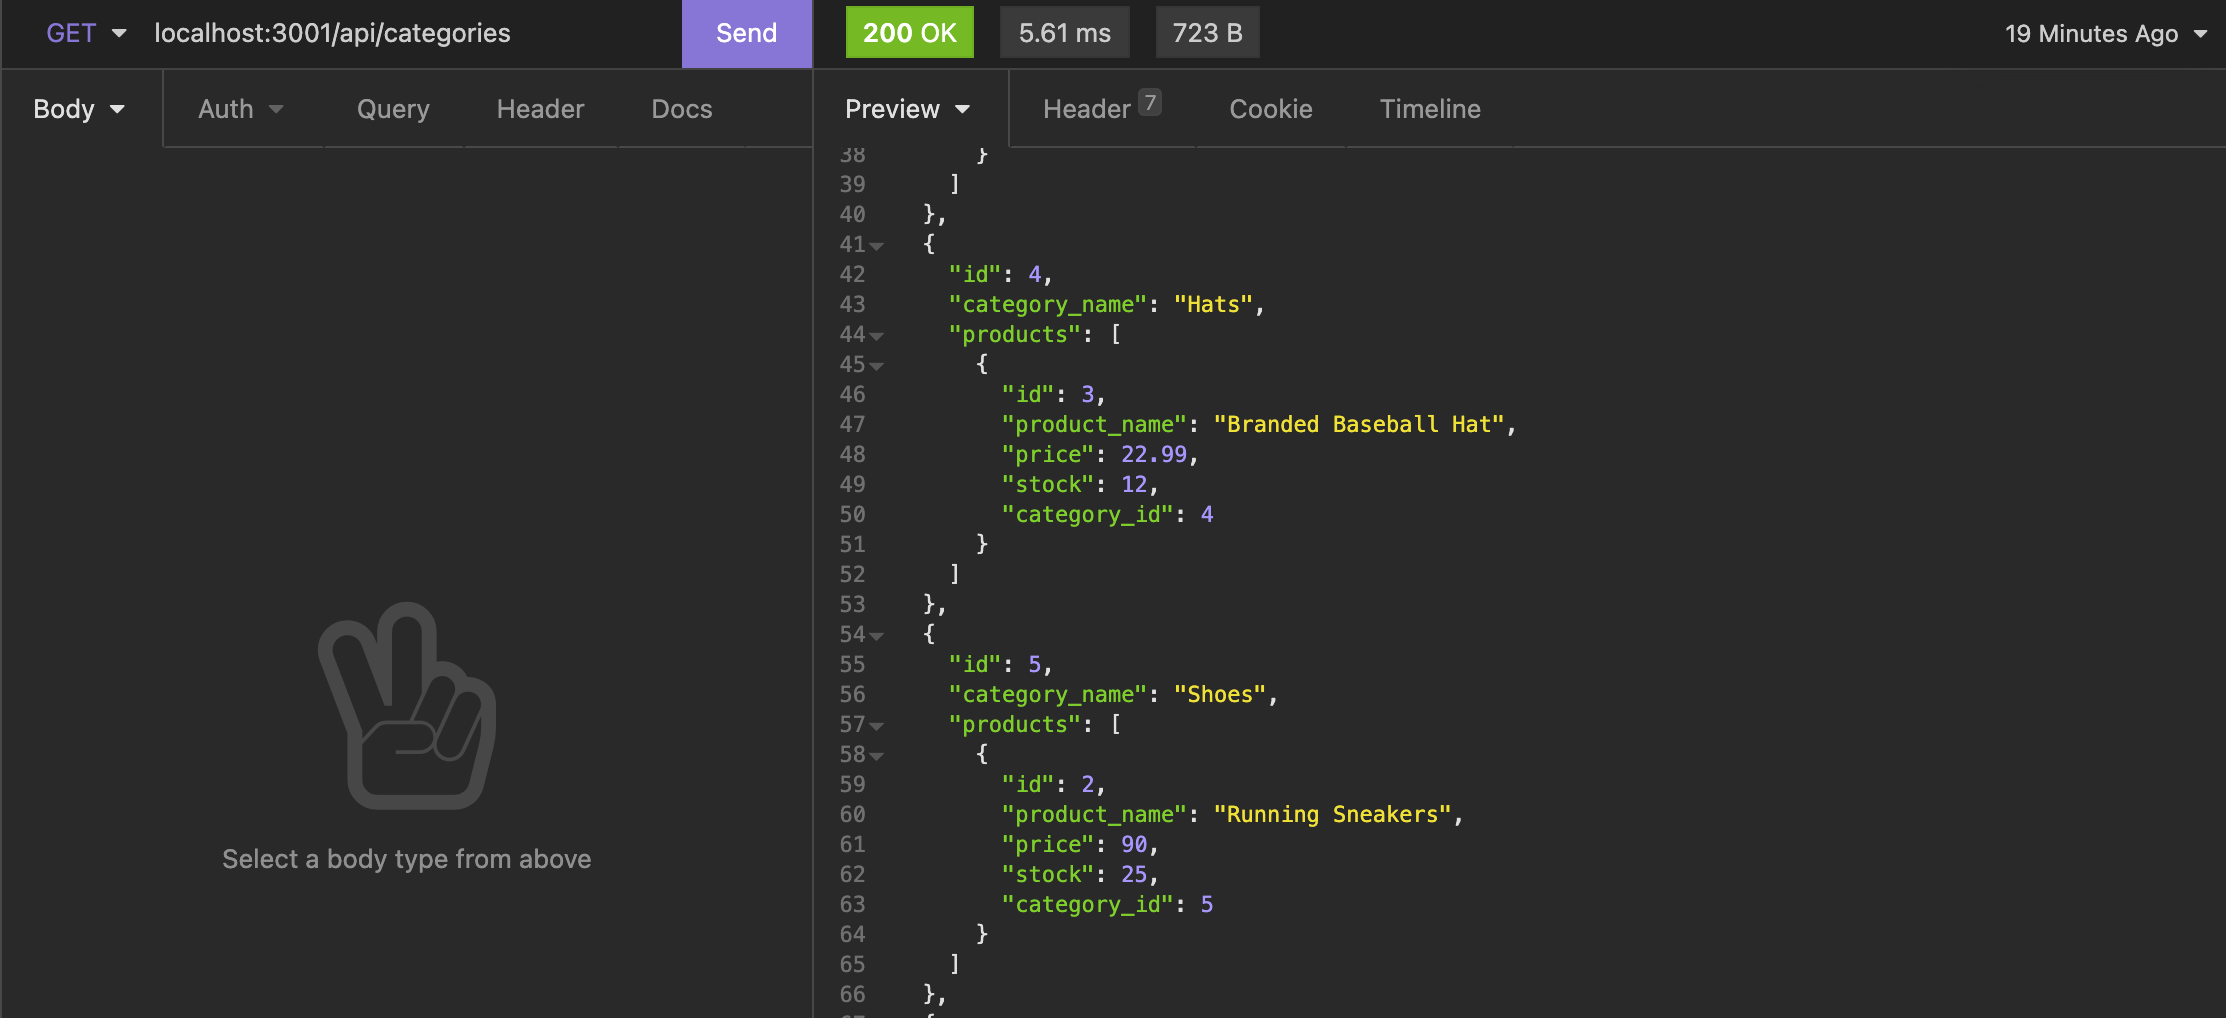 GET localhost:3001/api/categories Send 200 OK 5.61 ms 723 B 19 Minutes Ago
Body Auth Query Header Docs Preview Header 7 Cookie Timeline
38 }
39 ]
40 },
41 {
42 "id": 4,
43 "category_name": "Hats",
44 "products": [
45 {
46 "id": 3,
47 "product_name": "Branded Baseball Hat",
48 "price": 22.99,
49 "stock": 12,
50 "category_id": 4
51 }
52 ]
53 },
54 {
55 "id": 5,
56 "category_name": "Shoes",
57 "products": [
58 {
59 "id": 2,
60 "product_name": "Running Sneakers",
61 "price": 90,
62 "stock": 25,
63 "category_id": 5
64 }
65 ]
66 },
Select a body type from above